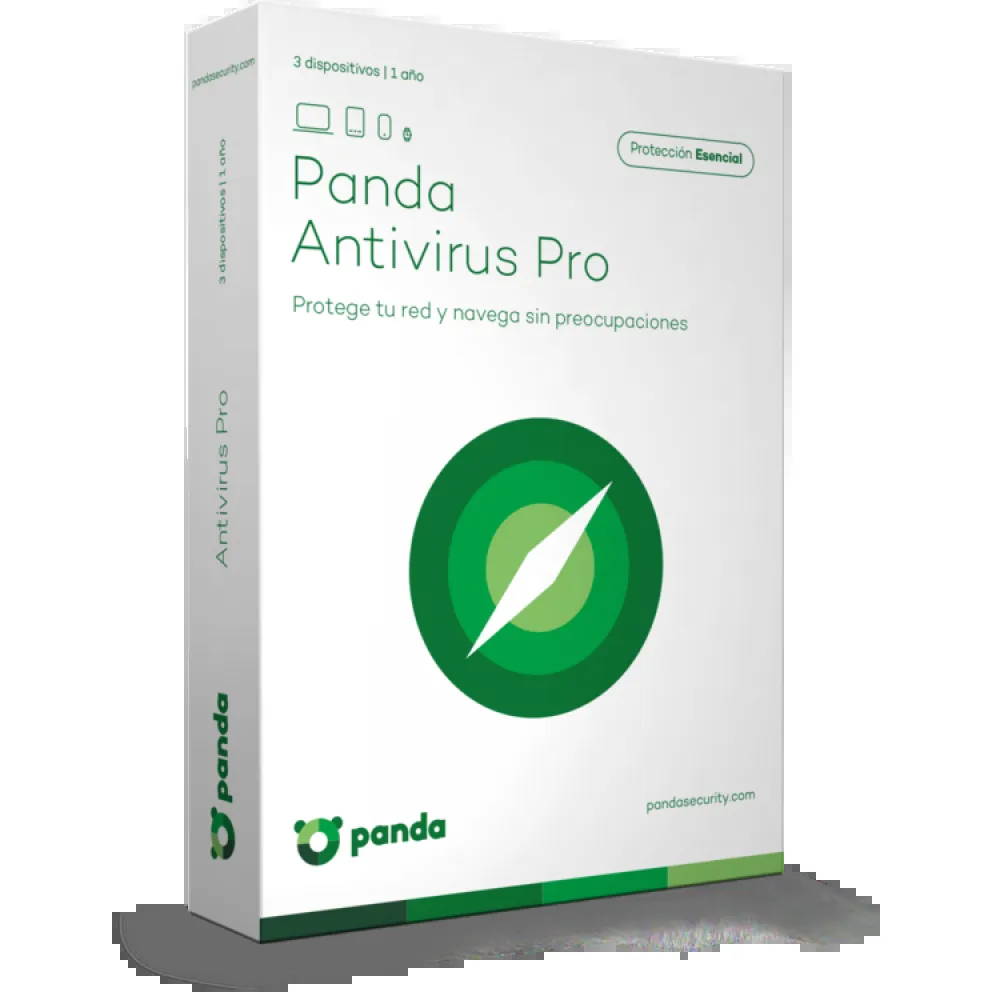 pandasecurity.com
3 dispositivos | 1 año
Antivirus Pro
panda
3 dispositivos | 1 año
Protección Esencial
Panda
Antivirus Pro
Protege tu red y navega sin preocupaciones
panda
pandasecurity.com